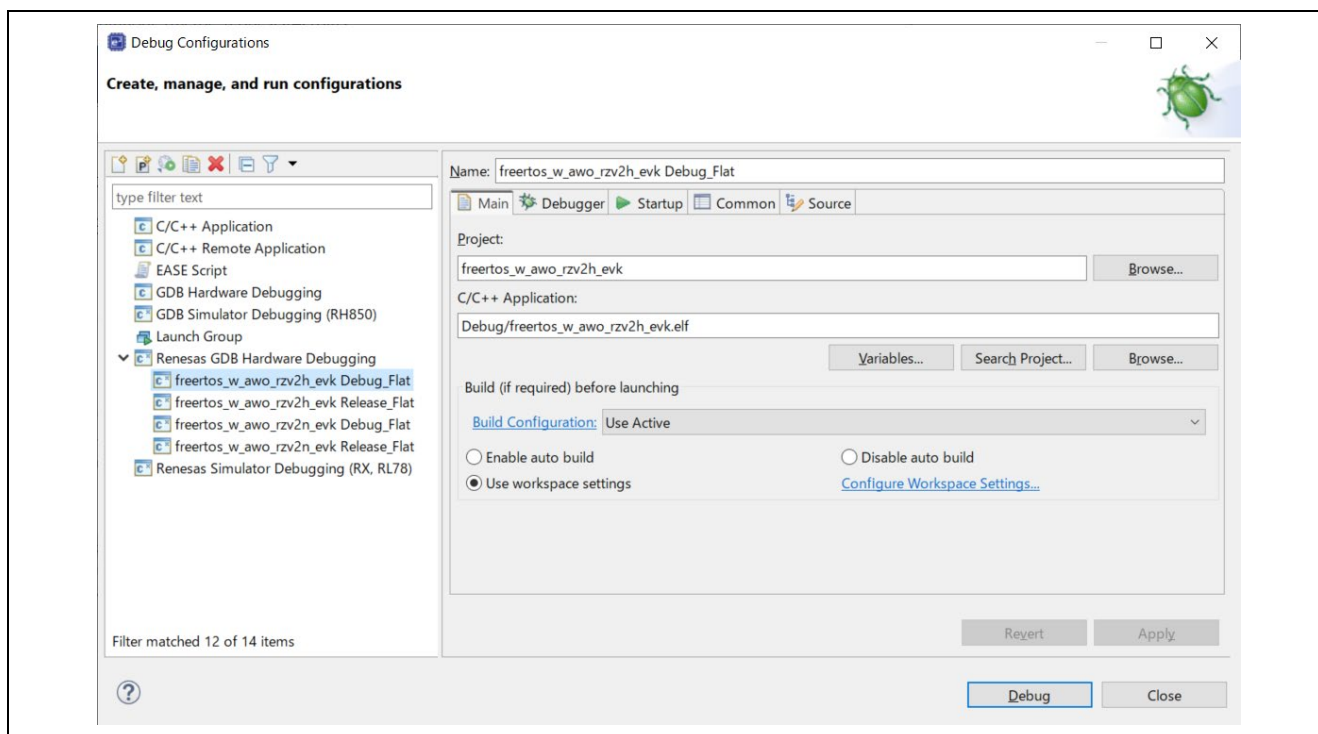 Debug Configurations
Create, manage, and run configurations
type filter text
C/C++ Application
C/C++ Remote Application
EASE Script
GDB Hardware Debugging
GDB Simulator Debugging (RH850)
Launch Group
Renesas GDB Hardware Debugging
freertos_w_awo_rzv2h_evk Debug_Flat
freertos_w_awo_rzv2h_evk Release_Flat
freertos_w_awo_rzv2n_evk Debug_Flat
freertos_w_awo_rzv2n_evk Release_Flat
Renesas Simulator Debugging (RX, RL78)
Filter matched 12 of 14 items
Name: freertos_w_awo_rzv2h_evk Debug_Flat
Main Debugger Startup Common Source
Project:
freertos_w_awo_rzv2h_evk Browse...
C/C++ Application:
Debug/freertos_w_awo_rzv2h_evk.elf
Variables... Search Project... Browse...
Build (if required) before launching
Build Configuration: Use Active
Enable auto build Disable auto build
Use workspace settings Configure Workspace Settings...
Revert Apply
Debug Close